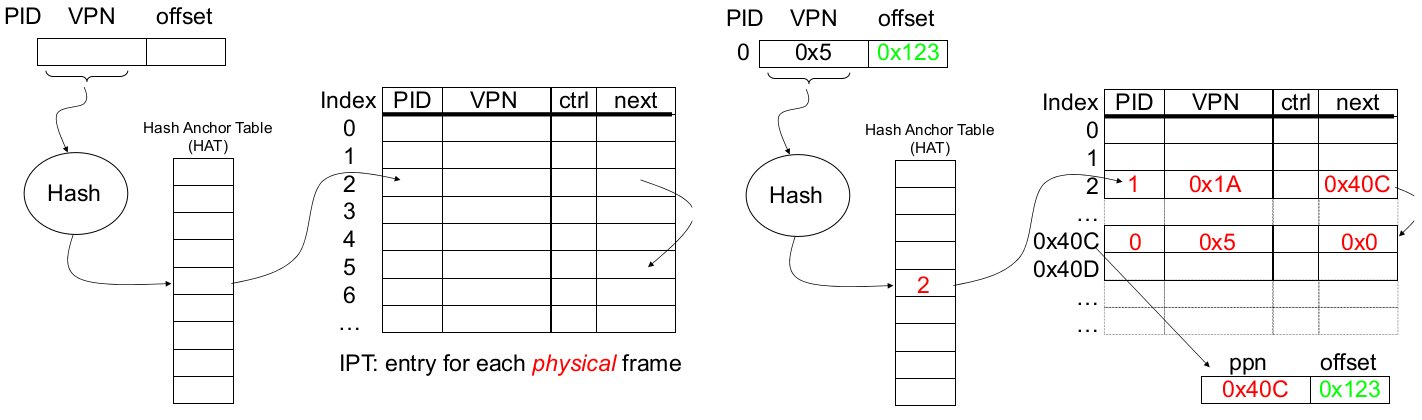 PID VPN offset
Hash
Hash Anchor Table
(HAT)
Index PID VPN ctrl next
0
1
2
3
4
5
6
...
IPT: entry for each physical frame
PID VPN offset
0 0x5 0x123
Hash
Hash Anchor Table
(HAT)
2
Index PID VPN ctrl next
0
1
2 1 0x1A 0x40C
...
0x40C 0 0x5 0x0
0x40D
...
...
ppn offset
0x40C 0x123